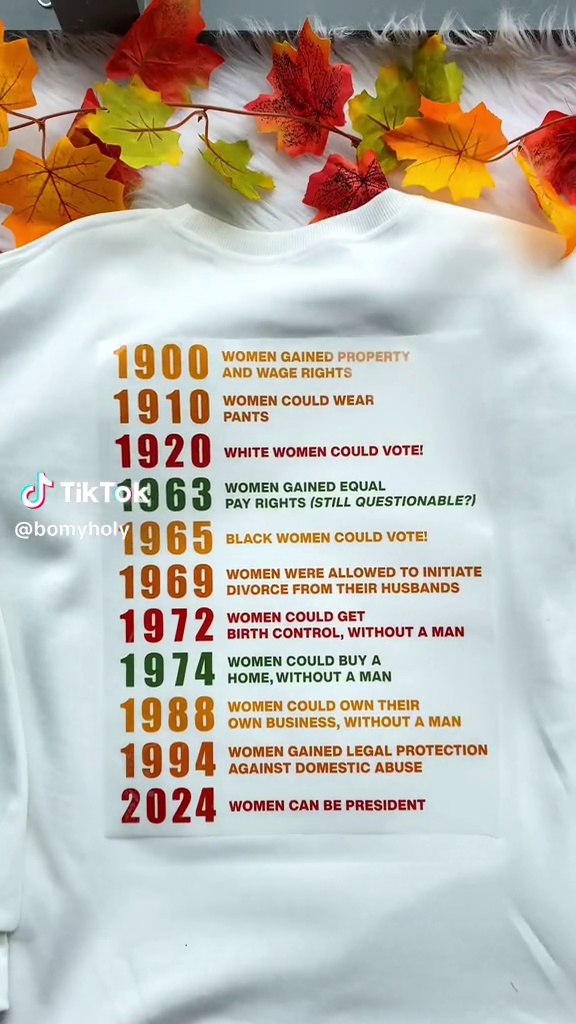 1900 WOMEN GAINED PROPERTY
AND WAGE RIGHTS
1910 WOMEN COULD WEAR
PANTS
1920 WHITE WOMEN COULD VOTE!
1963 WOMEN GAINED EQUAL
PAY RIGHTS (STILL QUESTIONABLE?)
TikTok
@bomyholy
1965 BLACK WOMEN COULD VOTE!
1969 WOMEN WERE ALLOWED TO INITIATE
DIVORCE FROM THEIR HUSBANDS
1972 WOMEN COULD GET
BIRTH CONTROL, WITHOUT A MAN
1974 WOMEN COULD BUY A
HOME, WITHOUT A MAN
1988 WOMEN COULD OWN THEIR
OWN BUSINESS, WITHOUT A MAN
1994 WOMEN GAINED LEGAL PROTECTION
AGAINST DOMESTIC ABUSE
2024 WOMEN CAN BE PRESIDENT